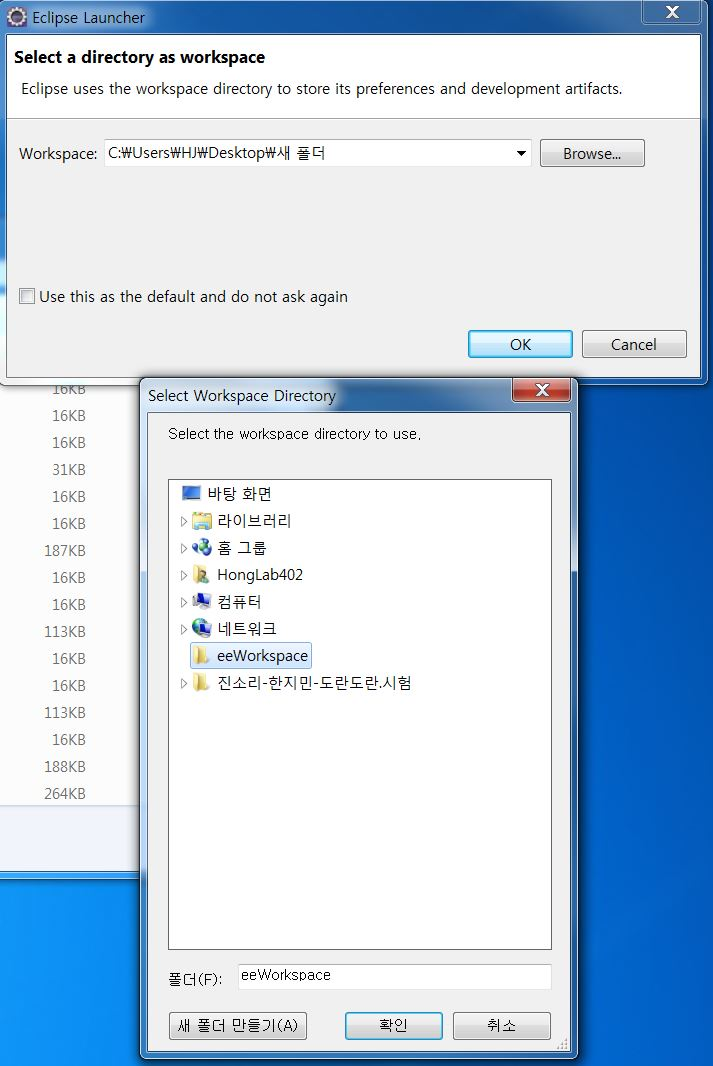 Eclipse Launcher
Select a directory as workspace
Eclipse uses the workspace directory to store its preferences and development artifacts.
Workspace: C:₩Users₩HJ₩Desktop₩새 폴더 Browse...
Use this as the default and do not ask again
OK Cancel
16KB
16KB
16KB
31KB
16KB
16KB
187KB
16KB
16KB
113KB
16KB
16KB
113KB
16KB
188KB
264KB
Select Workspace Directory
Select the workspace directory to use.
바탕 화면
라이브러리
홈 그룹
HongLab402
컴퓨터
네트워크
eeWorkspace
진소리-한지민-도란도란.시험
폴더(F): eeWorkspace
새 폴더 만들기(A) 확인 취소